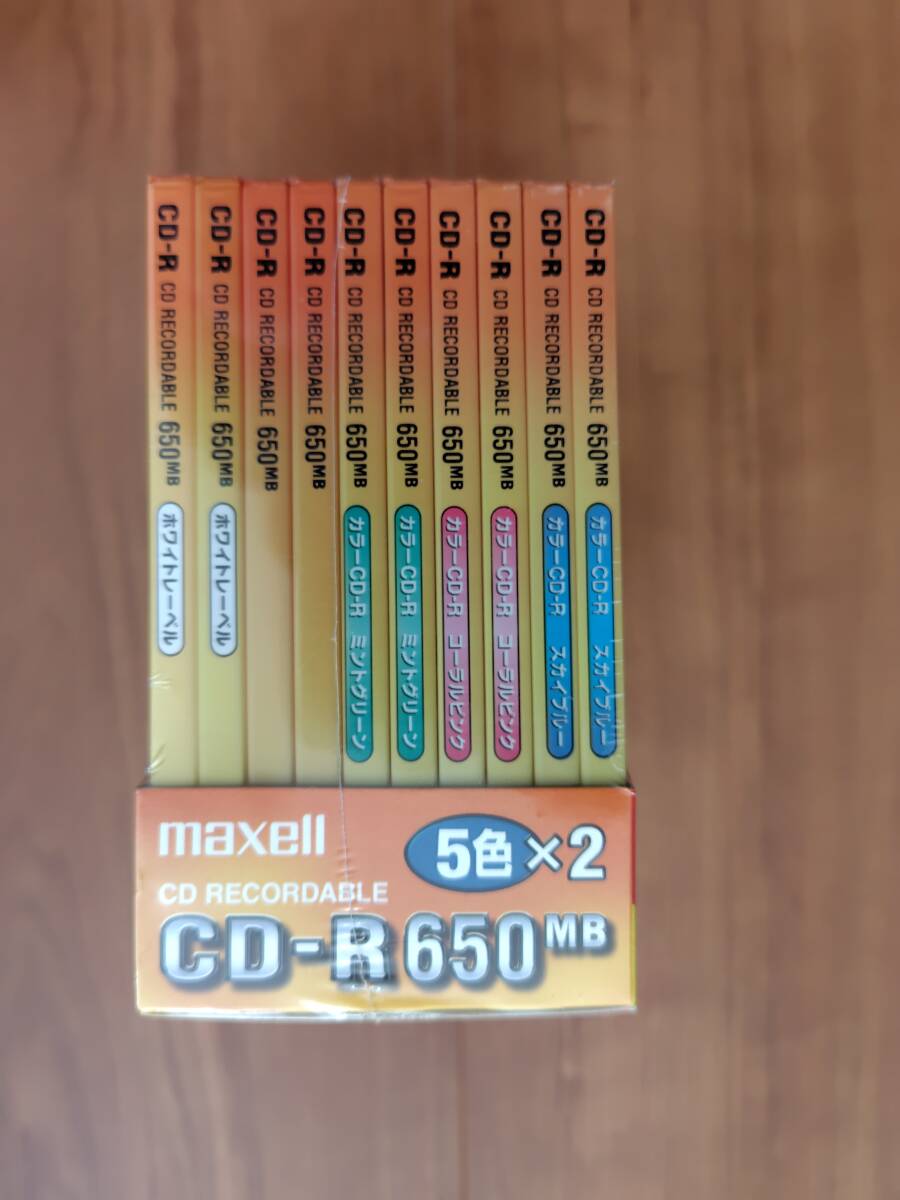 CD-R CD RECORDABLE 650MB ホワイトレーベル
CD-R CD RECORDABLE 650MB ホワイトレーベル
CD-R CD RECORDABLE 650MB
CD-R CD RECORDABLE 650MB
CD-R CD RECORDABLE 650MB カラーCD-R ミントグリーン
CD-R CD RECORDABLE 650MB カラーCD-R ミントグリーン
CD-R CD RECORDABLE 650MB カラーCD-R コーラルピンク
CD-R CD RECORDABLE 650MB カラーCD-R コーラルピンク
CD-R CD RECORDABLE 650MB カラーCD-R スカイブルー
CD-R CD RECORDABLE 650MB カラーCD-R スカイブルー
maxell
5色×2
CD RECORDABLE
CD-R 650MB